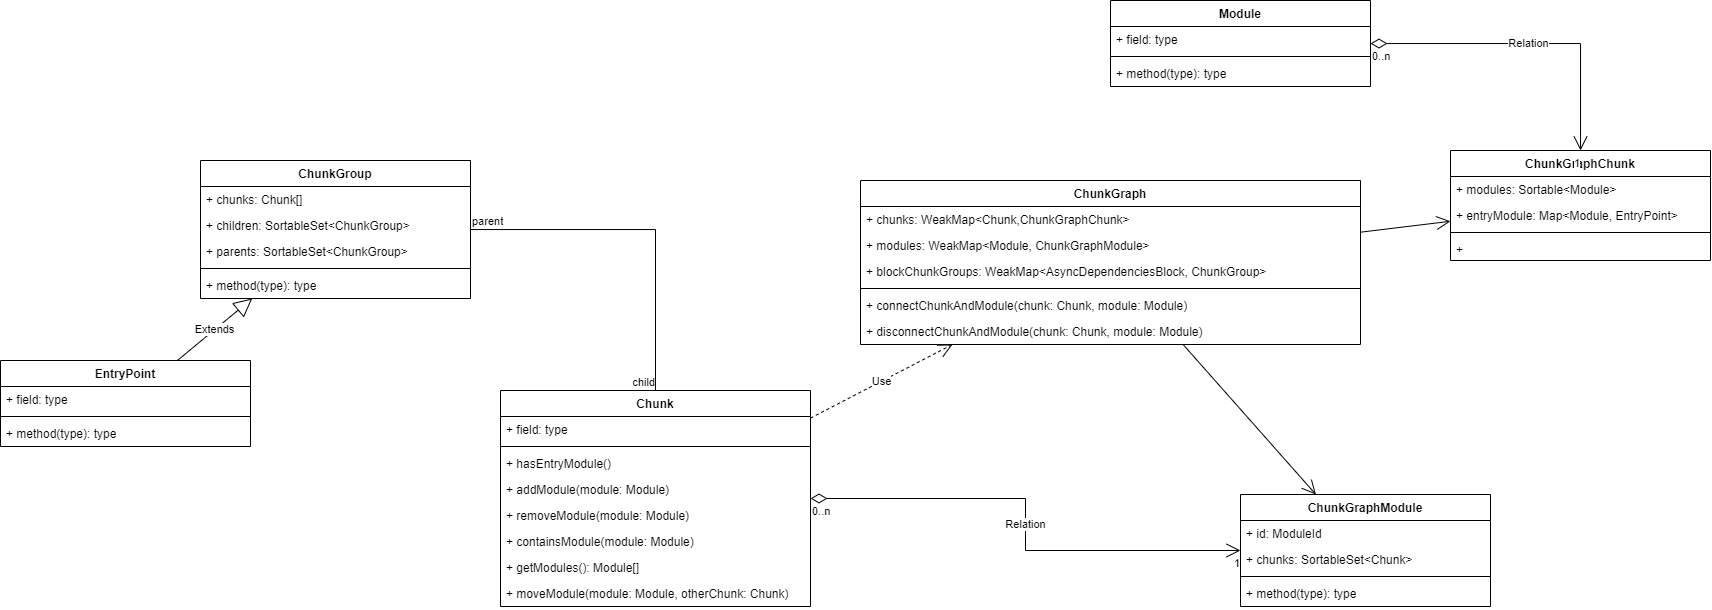 Module
+ field: type
+ method(type): type
0..n
Relation
ChunkGroup
+ chunks: Chunk[]
+ children: SortableSet<ChunkGroup>
+ parents: SortableSet<ChunkGroup>
+ method(type): type
parent
child
Extends
EntryPoint
+ field: type
+ method(type): type
ChunkGraph
+ chunks: WeakMap<Chunk,ChunkGraphChunk>
+ modules: WeakMap<Module, ChunkGraphModule>
+ blockChunkGroups: WeakMap<AsyncDependenciesBlock, ChunkGroup>
+ connectChunkAndModule(chunk: Chunk, module: Module)
+ disconnectChunkAndModule(chunk: Chunk, module: Module)
ChunkGraphChunk
1
+ modules: Sortable<Module>
+ entryModule: Map<Module, EntryPoint>
+
Use
Chunk
+ field: type
+ hasEntryModule()
+ addModule(module: Module)
+ removeModule(module: Module)
+ containsModule(module: Module)
+ getModules(): Module[]
+ moveModule(module: Module, otherChunk: Chunk)
0..n
Relation
1
ChunkGraphModule
+ id: ModuleId
+ chunks: SortableSet<Chunk>
+ method(type): type